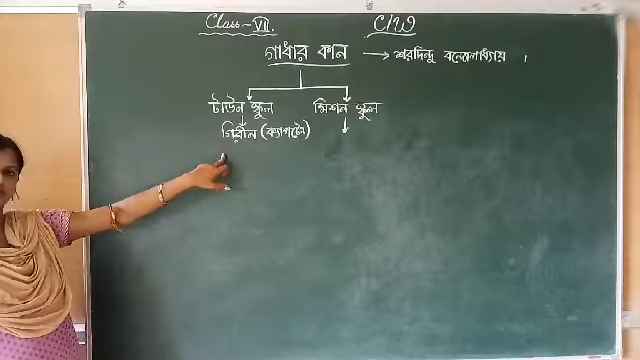 Class ~ VII. C/W
গাধার কান → শরদিন্দু বন্দ্যোপাধ্যায় ।
টাউন স্কুল মিশন স্কুল
গিরীন (ক্যাপটেন)